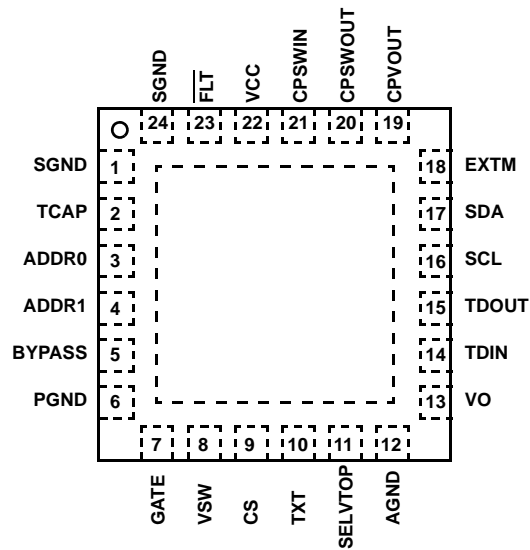 SGND
FLT
VCC
CPSWIN
CPSWOUT
CPVOUT
24 23 22 21 20 19
SGND 1 18 EXTM
TCAP 2 17 SDA
ADDR0 3 16 SCL
ADDR1 4 15 TDOUT
BYPASS 5 14 TDIN
PGND 6 13 VO
7 8 9 10 11 12
GATE
VSW
CS
TXT
SELVTOP
AGND